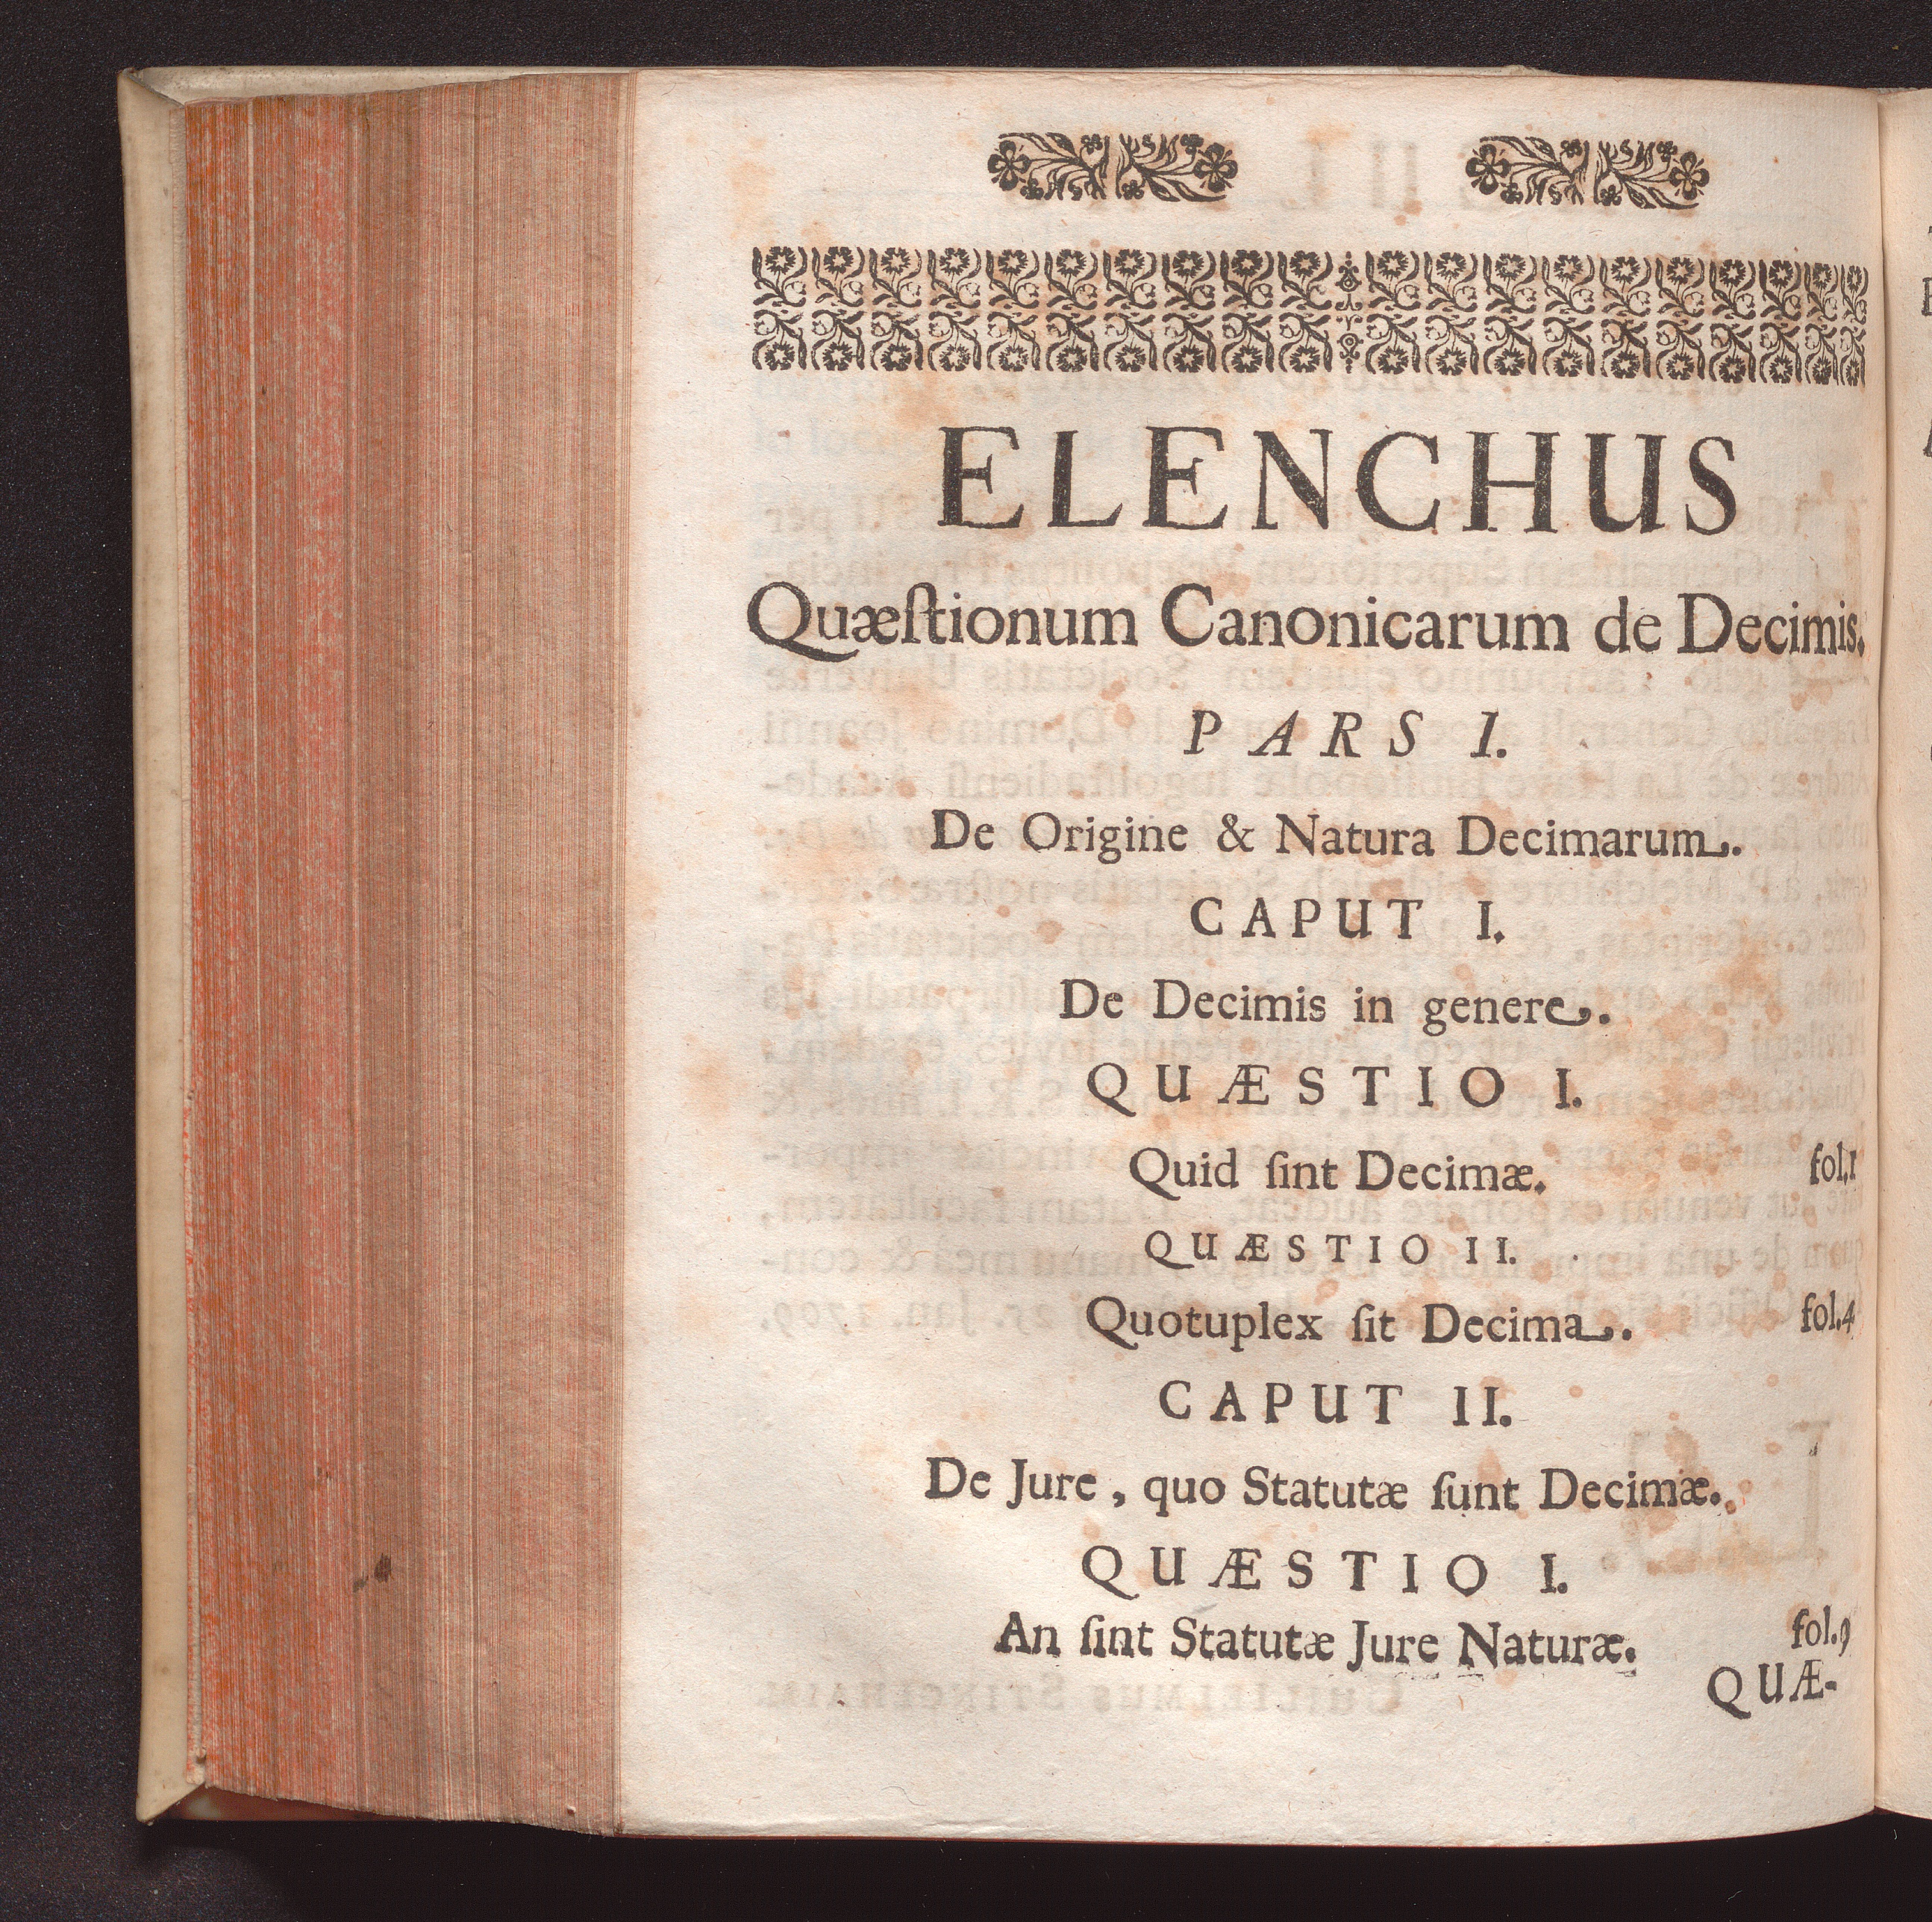 ELENCHUS
Quæſtionum Canonicarum de Decimis.
PARS I.
De Origine & Natura Decimarum.
CAPUT I.
De Decimis in genere.
QUÆSTIO I.
Quid ſint Decimæ. fol.1
QUÆSTIO II.
Quotuplex ſit Decima. fol.4
CAPUT II.
De Jure, quo Statutæ ſunt Decimæ.
QUÆSTIO I.
An ſint Statutæ Jure Naturæ. fol.9
QUÆ-